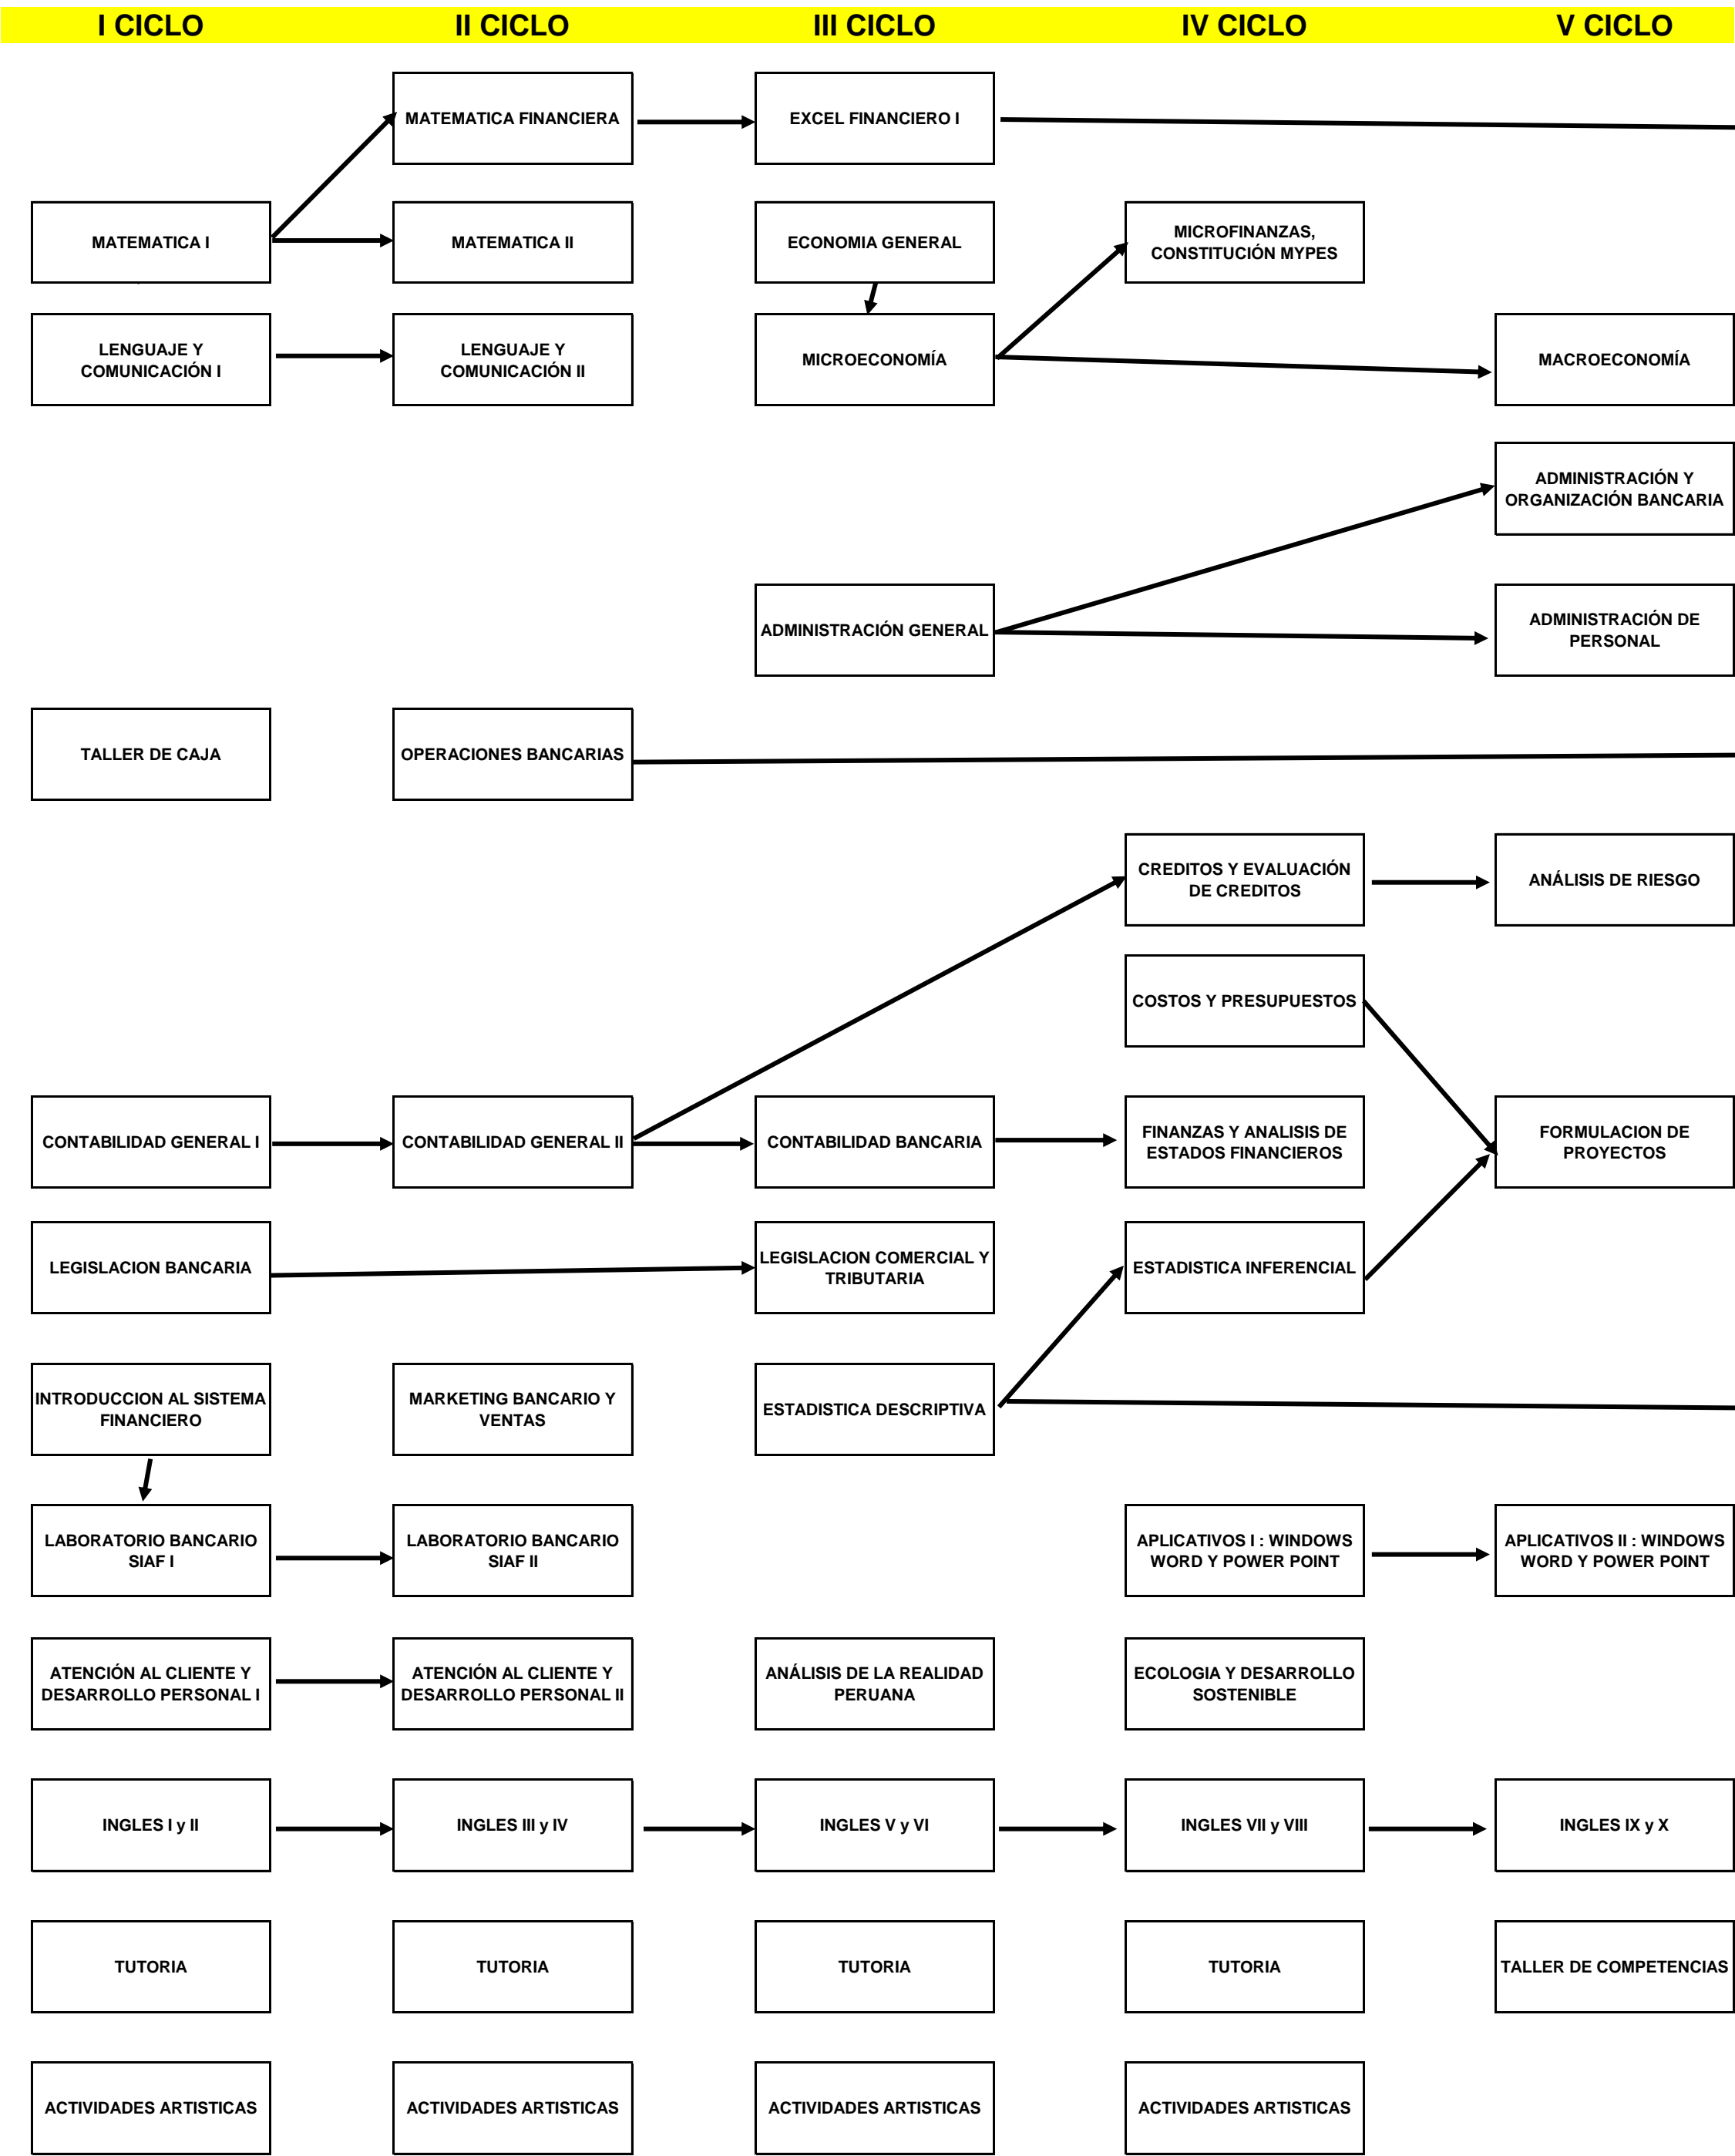 I CICLO
II CICLO
III CICLO
IV CICLO
V CICLO
MATEMATICA FINANCIERA
EXCEL FINANCIERO I
MATEMATICA I
MATEMATICA II
ECONOMIA GENERAL
MICROFINANZAS,
CONSTITUCIÓN MYPES
LENGUAJE Y
COMUNICACIÓN I
LENGUAJE Y
COMUNICACIÓN II
MICROECONOMÍA
MACROECONOMÍA
ADMINISTRACIÓN Y
ORGANIZACIÓN BANCARIA
ADMINISTRACIÓN GENERAL
ADMINISTRACIÓN DE
PERSONAL
TALLER DE CAJA
OPERACIONES BANCARIAS
CREDITOS Y EVALUACIÓN
DE CREDITOS
ANÁLISIS DE RIESGO
COSTOS Y PRESUPUESTOS
CONTABILIDAD GENERAL I
CONTABILIDAD GENERAL II
CONTABILIDAD BANCARIA
FINANZAS Y ANALISIS DE
ESTADOS FINANCIEROS
FORMULACION DE
PROYECTOS
LEGISLACION BANCARIA
LEGISLACION COMERCIAL Y
TRIBUTARIA
ESTADISTICA INFERENCIAL
INTRODUCCION AL SISTEMA
FINANCIERO
MARKETING BANCARIO Y
VENTAS
ESTADISTICA DESCRIPTIVA
LABORATORIO BANCARIO
SIAF I
LABORATORIO BANCARIO
SIAF II
APLICATIVOS I : WINDOWS
WORD Y POWER POINT
APLICATIVOS II : WINDOWS
WORD Y POWER POINT
ATENCIÓN AL CLIENTE Y
DESARROLLO PERSONAL I
ATENCIÓN AL CLIENTE Y
DESARROLLO PERSONAL II
ANÁLISIS DE LA REALIDAD
PERUANA
ECOLOGIA Y DESARROLLO
SOSTENIBLE
INGLES I y II
INGLES III y IV
INGLES V y VI
INGLES VII y VIII
INGLES IX y X
TUTORIA
TUTORIA
TUTORIA
TUTORIA
TALLER DE COMPETENCIAS
ACTIVIDADES ARTISTICAS
ACTIVIDADES ARTISTICAS
ACTIVIDADES ARTISTICAS
ACTIVIDADES ARTISTICAS